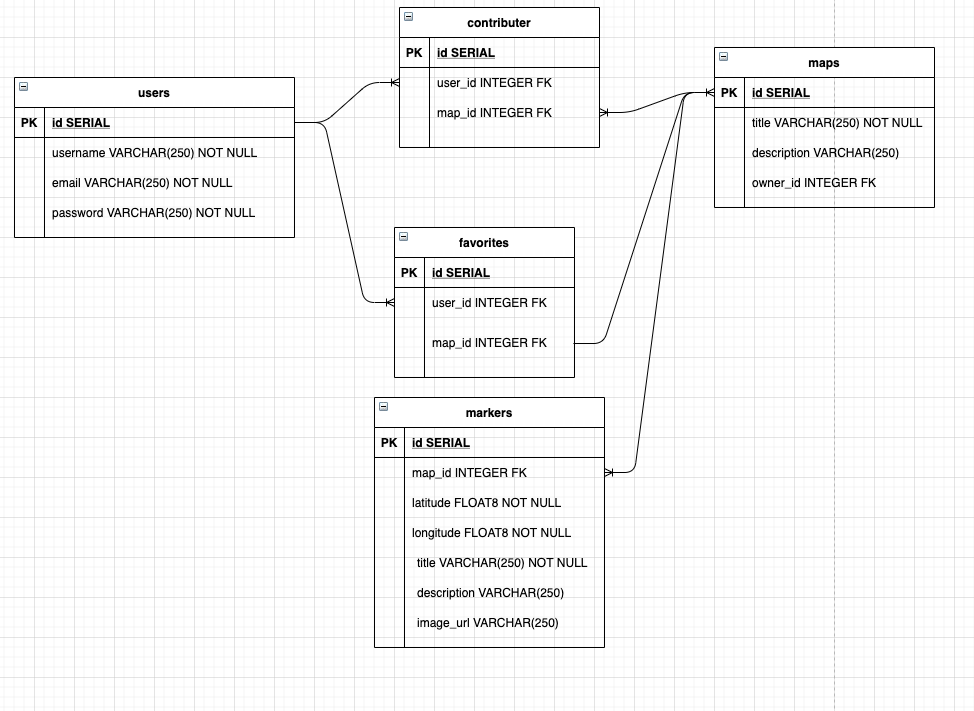 contributer
PK id SERIAL
user_id INTEGER FK
map_id INTEGER FK
maps
PK id SERIAL
title VARCHAR(250) NOT NULL
description VARCHAR(250)
owner_id INTEGER FK
users
PK id SERIAL
username VARCHAR(250) NOT NULL
email VARCHAR(250) NOT NULL
password VARCHAR(250) NOT NULL
favorites
PK id SERIAL
user_id INTEGER FK
map_id INTEGER FK
markers
PK id SERIAL
map_id INTEGER FK
latitude FLOAT8 NOT NULL
longitude FLOAT8 NOT NULL
title VARCHAR(250) NOT NULL
description VARCHAR(250)
image_url VARCHAR(250)